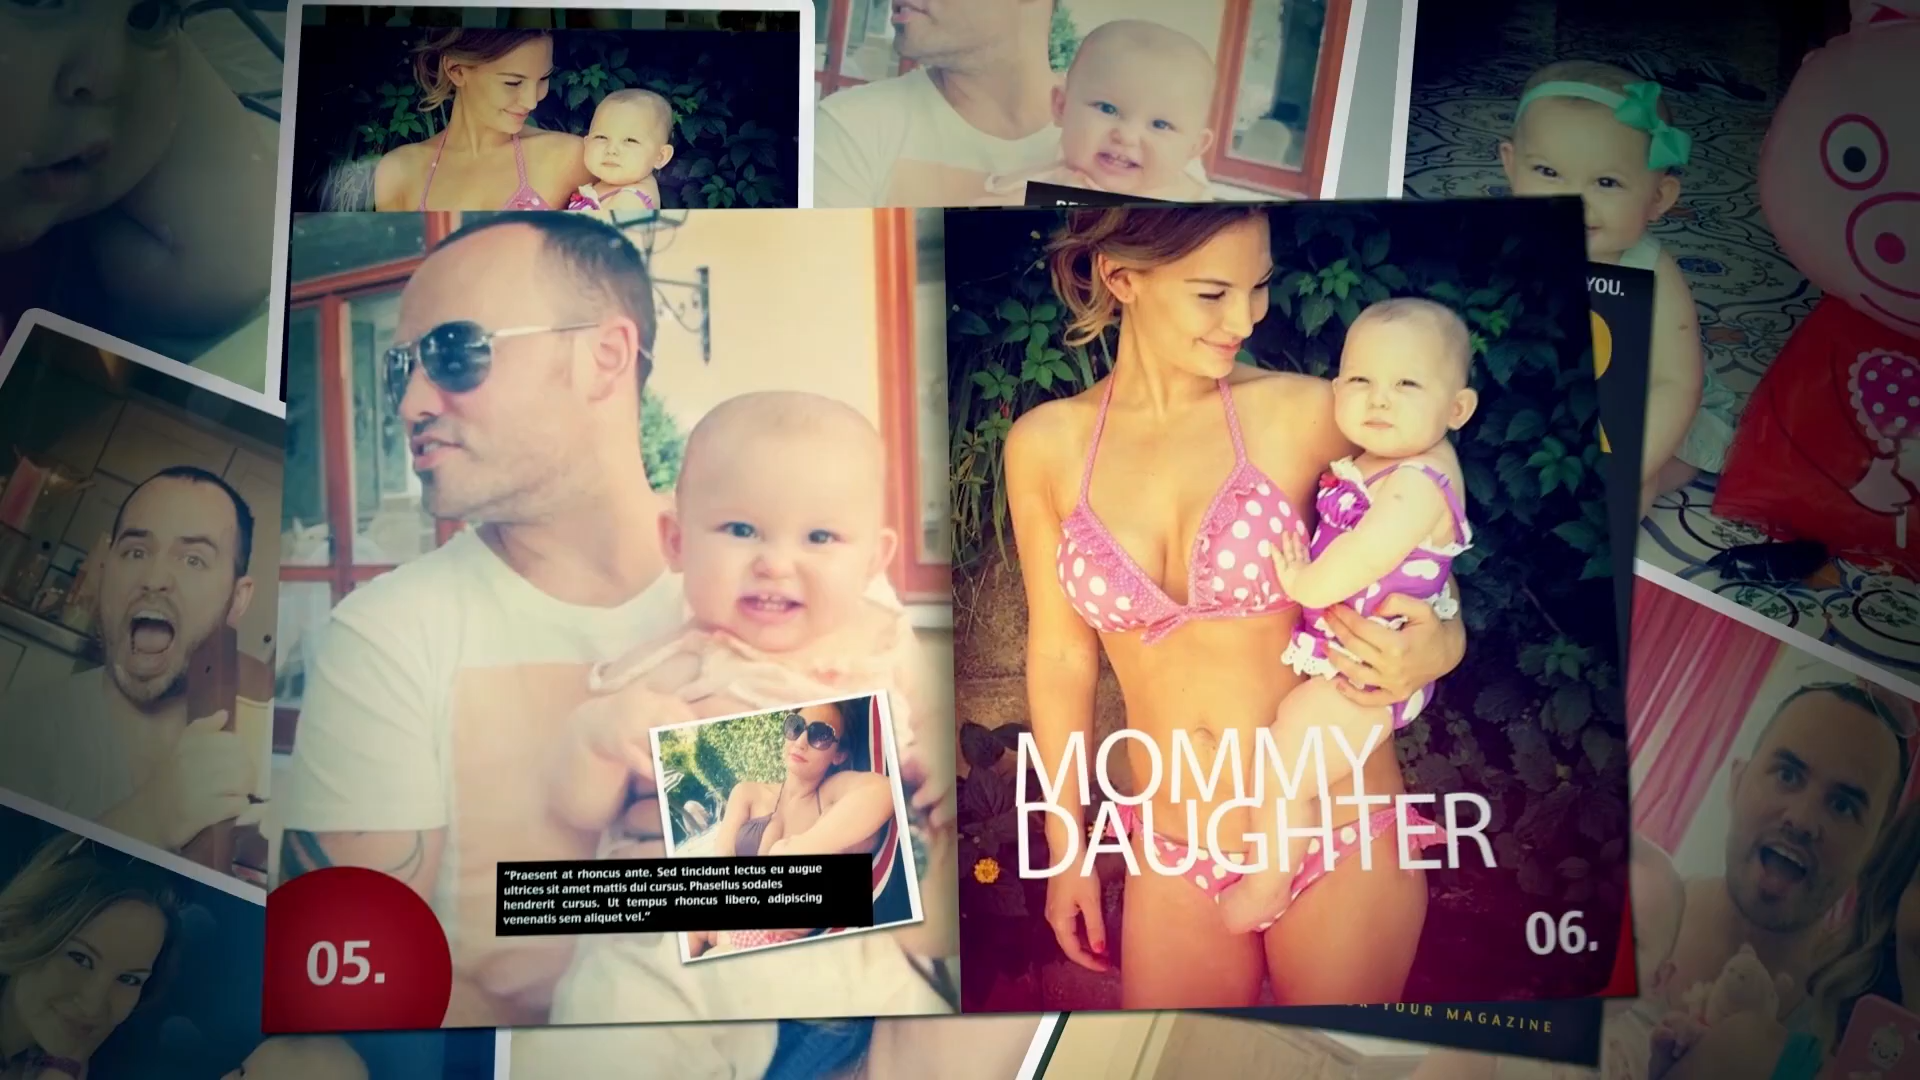 YOU.
MOMMY
DAUGHTER
"Praesent at rhoncus ante. Sed tincidunt lectus eu augue
ultrices sit amet mattis dui cursus. Phasellus sodales
hendrerit cursus. Ut tempus rhoncus libero, adipiscing
venenatis sem aliquet vel."
05.
06.
YOUR MAGAZINE